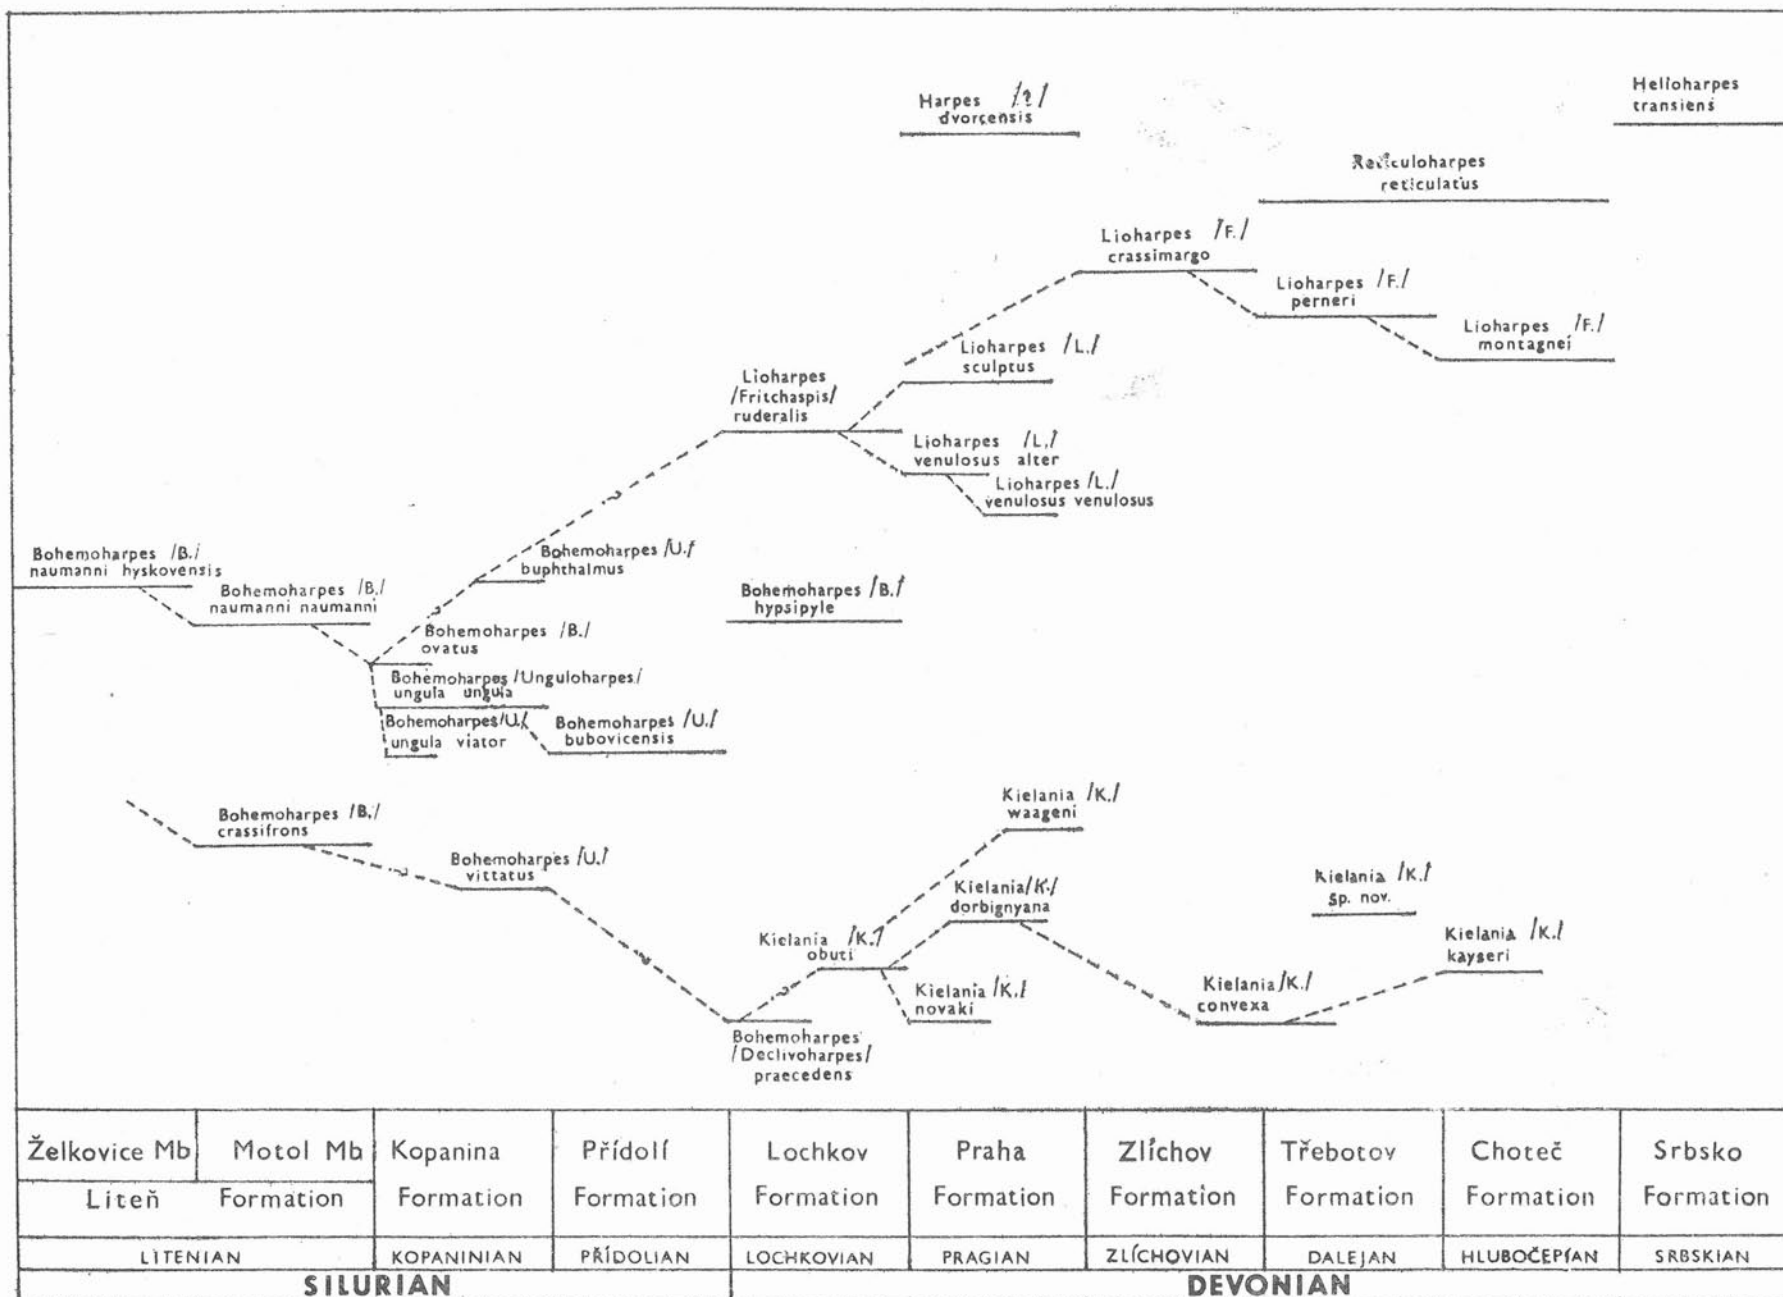 Harpes /?/
dvorcensis
Helioharpes
transiens
Reticuloharpes
reticulatus
Lioharpes /F./
crassimargo
Lioharpes /F./
perneri
Lioharpes /F./
montagnei
Lioharpes /L./
sculptus
Lioharpes
/Fritchaspis/
ruderalis
Lioharpes /L./
venulosus alter
Lioharpes /L./
venulosus venulosus
Bohemoharpes /B./
naumanni hyskovensis
Bohemoharpes /B./
naumanni naumanni
Bohemoharpes /U./
buphthalmus
Bohemoharpes /B./
hypsipyle
Bohemoharpes /B./
ovatus
Bohemoharpes /Unguloharpes/
ungula ungula
Bohemoharpes /U./
ungula viator
Bohemoharpes /U./
bubovicensis
Bohemoharpes /B./
crassifrons
Bohemoharpes /U./
vittatus
Kielania /K./
waageni
Kielania /K./
dorbignyana
Kielania /K./
sp. nov.
Kielania /K./
obuti
Kielania /K./
kayseri
Kielania /K./
novaki
Kielania /K./
convexa
Bohemoharpes
/Declivoharpes/
praecedens
Želkovice Mb Motol Mb Kopanina Přídolí Lochkov Praha Zlíchov Třebotov Choteč Srbsko
Liteň Formation Formation Formation Formation Formation Formation Formation Formation Formation
LITENIAN KOPANINIAN PŘÍDOLIAN LOCHKOVIAN PRAGIAN ZLÍCHOVIAN DALEJAN HLUBOČEPIAN SRBSKIAN
SILURIAN DEVONIAN